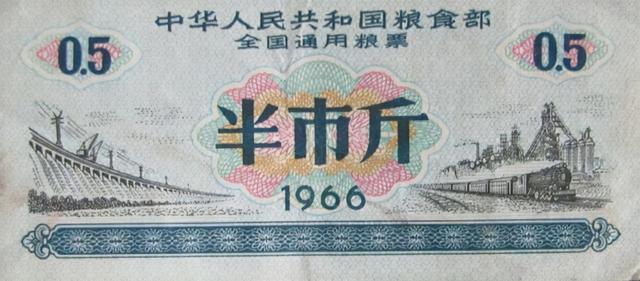 中华人民共和国粮食部
全国通用粮票
0.5 0.5
半市斤
1966